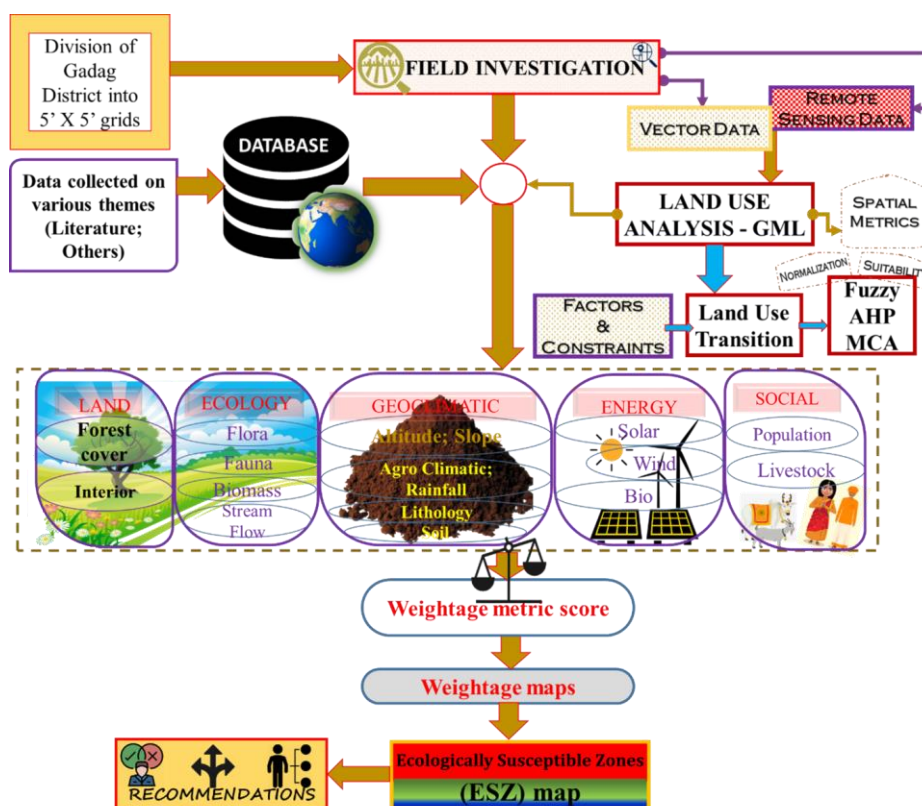 Division of
Gadag
District into
5’ X 5’ grids
FIELD INVESTIGATION
VECTOR DATA
REMOTE
SENSING DATA
Data collected on
various themes
(Literature;
Others)
DATABASE
LAND USE
ANALYSIS - GML
SPATIAL
METRICS
NORMALIZATION
SUITABILIT
FACTORS
&
CONSTRAINTS
Land Use
Transition
Fuzzy
AHP
MCA
LAND
Forest
cover
Interior
ECOLOGY
Flora
Fauna
Biomass
Stream
Flow
GEOCLIMATIC
Altitude; Slope
Agro Climatic;
Rainfall
Lithology
Soil
ENERGY
Solar
Wind
Bio
SOCIAL
Population
Livestock
Weightage metric score
Weightage maps
Ecologically Susceptible Zones
(ESZ) map
RECOMMENDATIONS